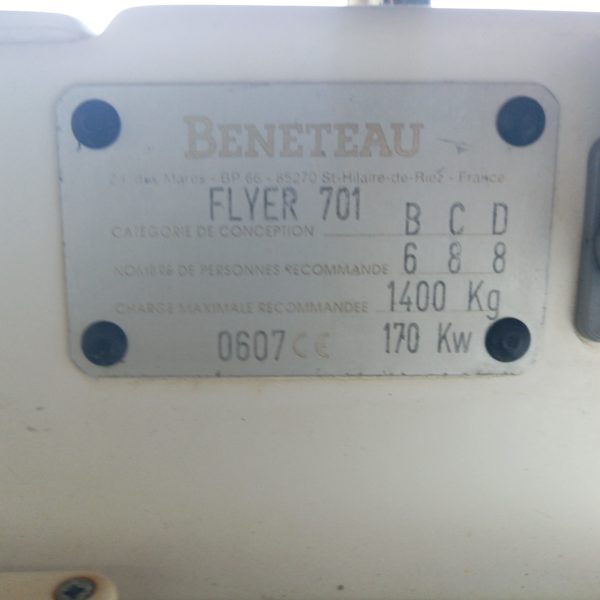 BENETEAU
Z.I. des Mares - BP 66 - 85270 St-Hilaire-de-Riez - France
FLYER 701
CATEGORIE DE CONCEPTION B C D
NOMBRE DE PERSONNES RECOMMANDE 6 8 8
CHARGE MAXIMALE RECOMMANDEE 1400 Kg
0607 CE 170 Kw